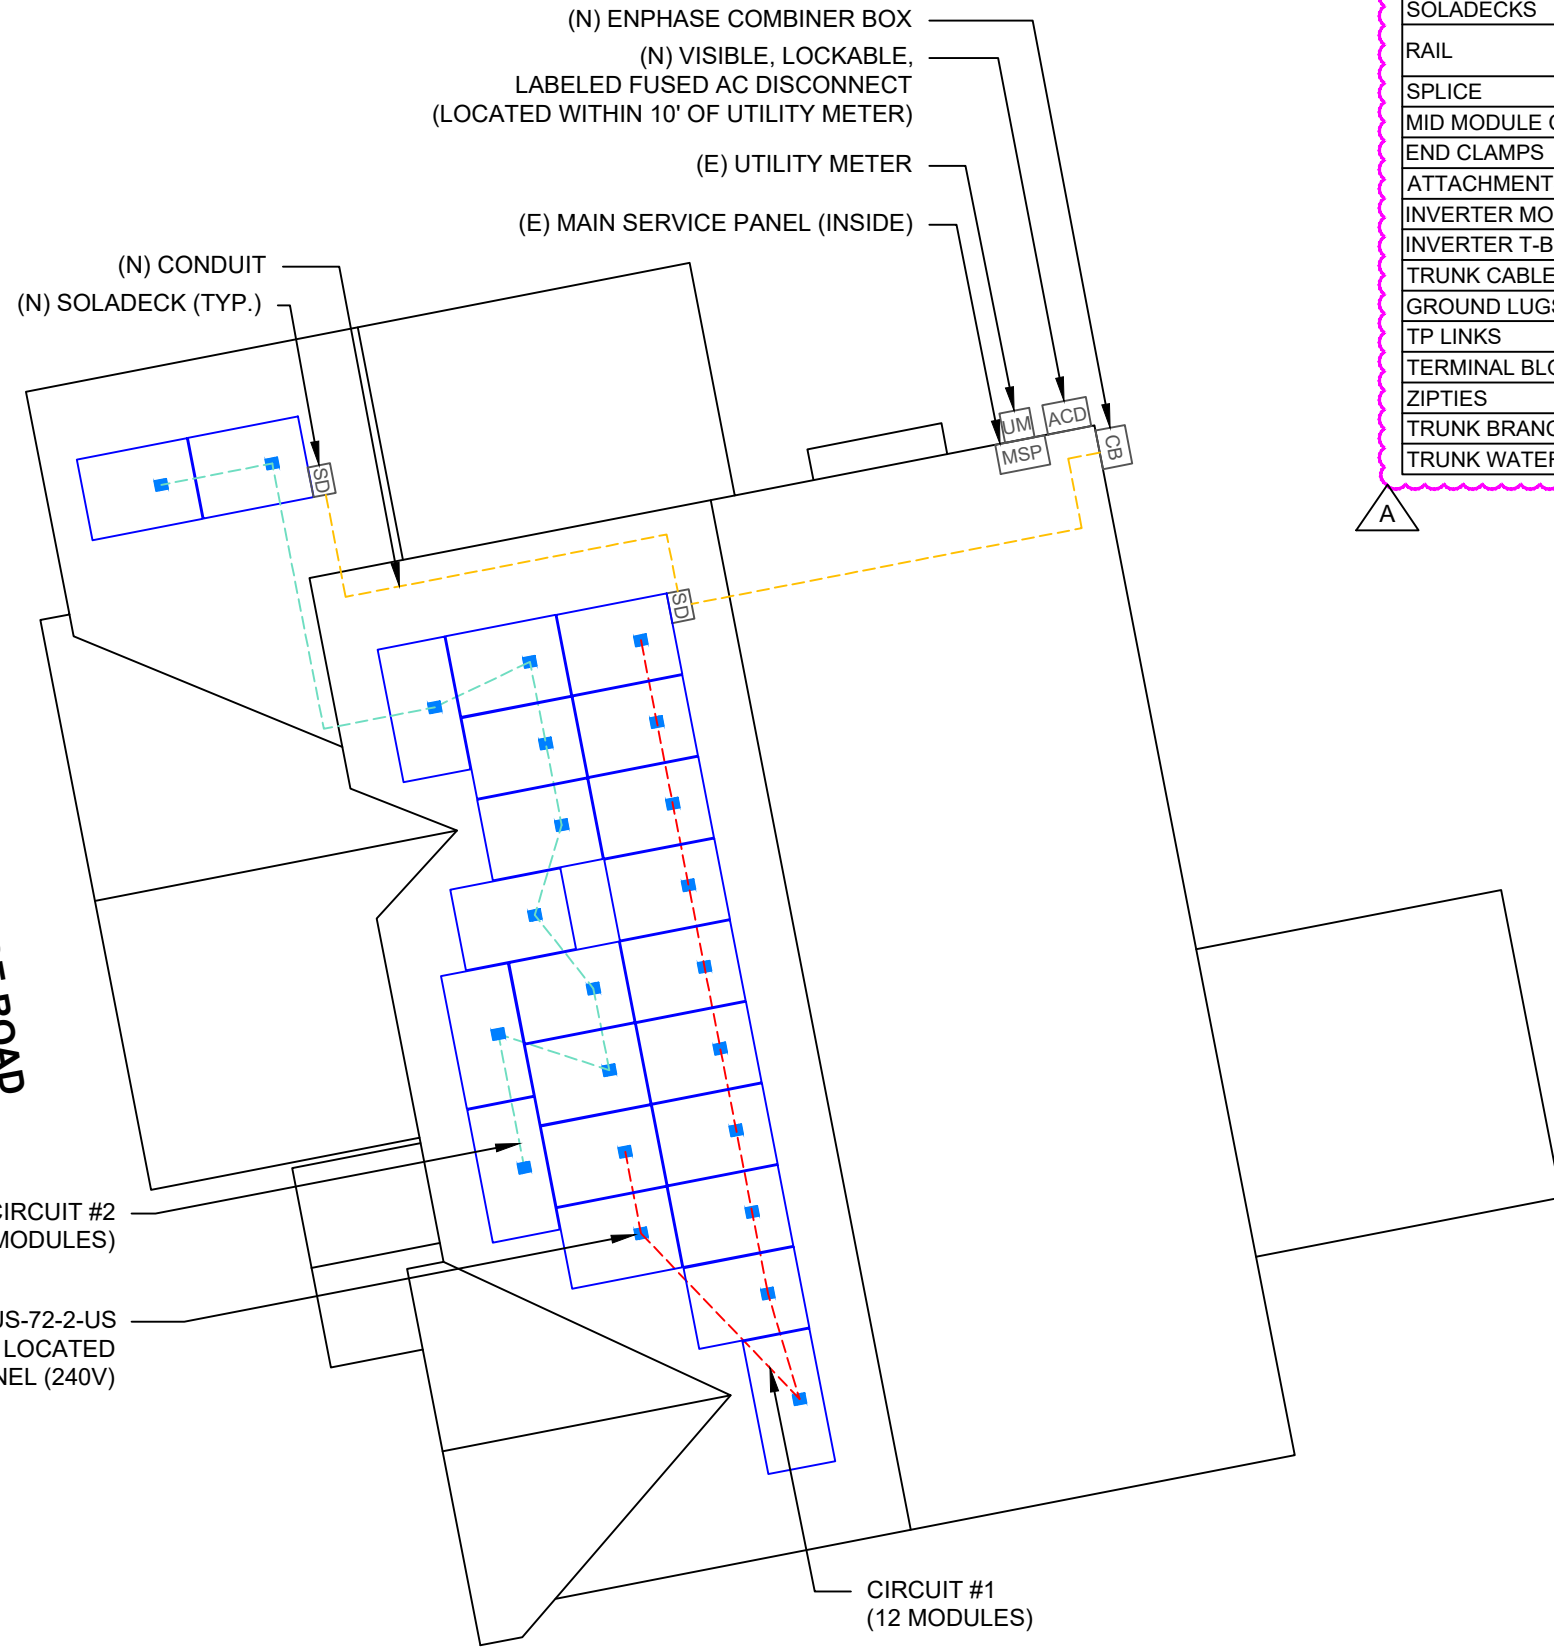 (N) ENPHASE COMBINER BOX
(N) VISIBLE, LOCKABLE,
LABELED FUSED AC DISCONNECT
(LOCATED WITHIN 10' OF UTILITY METER)
(E) UTILITY METER
(E) MAIN SERVICE PANEL (INSIDE)
(N) CONDUIT
(N) SOLADECK (TYP.)
SOLADECKS
RAIL
SPLICE
MID MODULE
END CLAMPS
ATTACHMENT
INVERTER MO
INVERTER T-B
TRUNK CABLE
GROUND LUGS
TP LINKS
TERMINAL BLO
ZIPTIES
TRUNK BRANC
TRUNK WATER
A
UM
ACD
MSP
CB
SD
SD
ROAD
CIRCUIT #2
MODULES)
US-72-2-US
LOCATED
NEL (240V)
CIRCUIT #1
(12 MODULES)